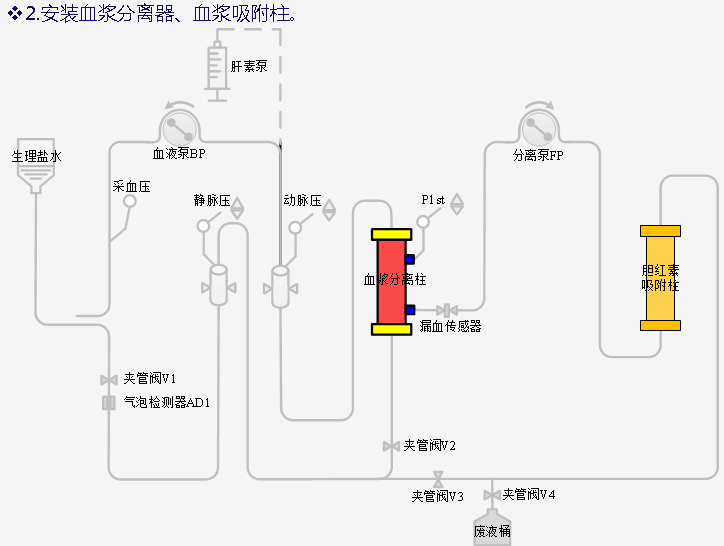 ❖2.安装血浆分离器、血浆吸附柱。
肝素泵
生理盐水
血液泵BP
分离泵FP
采血压
静脉压
动脉压
P1st
血浆分离柱
胆红素
吸附柱
漏血传感器
夹管阀V1
气泡检测器AD1
夹管阀V2
夹管阀V3
夹管阀V4
废液桶